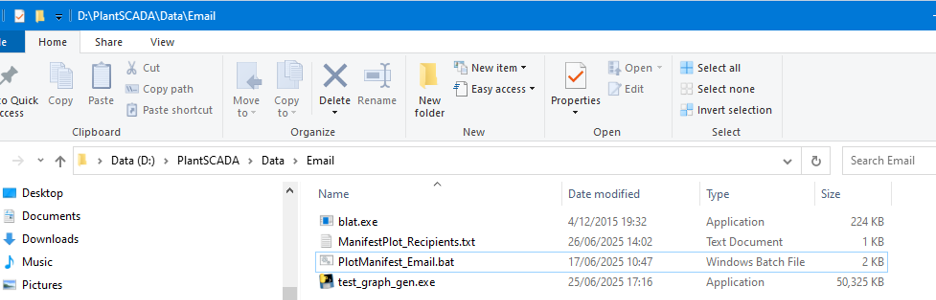 D:\PlantSCADA\Data\Email
le Home Share View
Cut
Copy path
Paste shortcut
to Quick access Copy Paste
Move to Copy to Delete Rename
New folder
New item
Easy access
Properties
Open
Edit
Select all
Select none
Invert selection
Clipboard Organize New Open Select
Data (D:) PlantSCADA Data Email Search Email
Desktop
Documents
Downloads
Music
Pictures
Name Date modified Type Size
blat.exe 4/12/2015 19:32 Application 224 KB
ManifestPlot_Recipients.txt 26/06/2025 14:02 Text Document 1 KB
PlotManifest_Email.bat 17/06/2025 10:47 Windows Batch File 2 KB
test_graph_gen.exe 25/06/2025 17:16 Application 50,325 KB